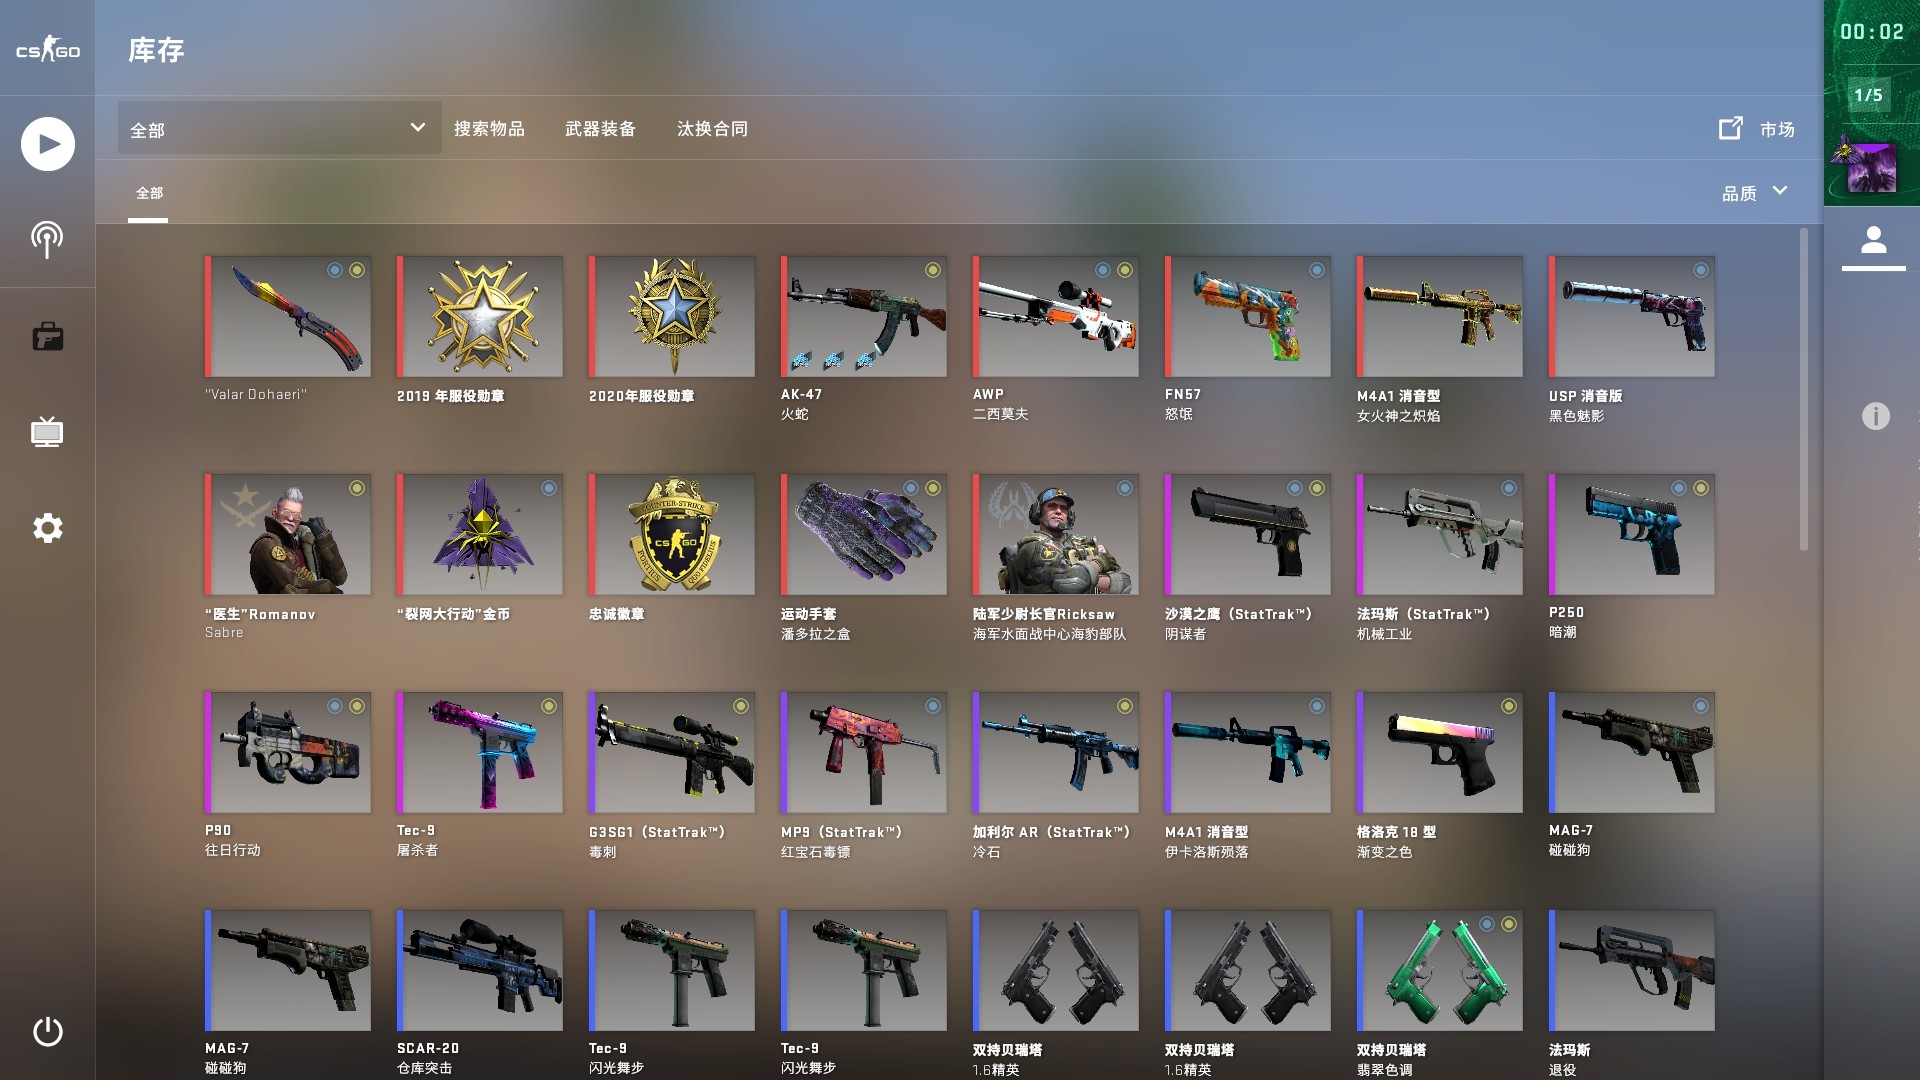 CS GO
库存
00:02
1/5
全部
搜索物品
武器装备
汰换合同
市场
全部
品质
"Valar Dohaeri"
2019 年服役勋章
2020年服役勋章
AK-47
火蛇
AWP
二西莫夫
FN57
怒氓
M4A1 消音型
女火神之炽焰
USP 消音版
黑色魅影
COUNTER-STRIKE
CS GO
“医生”Romanov
Sabre
“裂网大行动”金币
忠诚徽章
运动手套
潘多拉之盒
陆军少尉长官Ricksaw
海军水面战中心海豹部队
沙漠之鹰（StatTrak™）
阴谋者
法玛斯（StatTrak™）
机械工业
P250
暗潮
P90
往日行动
Tec-9
屠杀者
G3SG1（StatTrak™）
毒刺
MP9（StatTrak™）
红宝石毒镖
加利尔 AR（StatTrak™）
冷石
M4A1 消音型
伊卡洛斯殒落
格洛克 18 型
渐变之色
MAG-7
碰碰狗
MAG-7
碰碰狗
SCAR-20
仓库突击
Tec-9
闪光舞步
Tec-9
闪光舞步
双持贝瑞塔
1.6精英
双持贝瑞塔
1.6精英
双持贝瑞塔
翡翠色调
法玛斯
退役